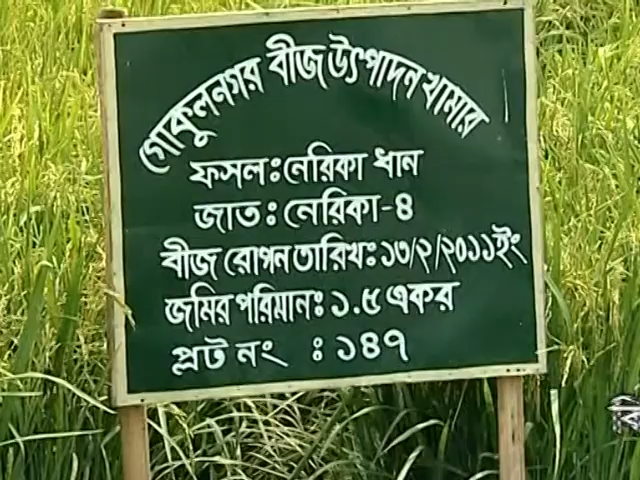 গোকুলনগর বীজ উৎপাদন খামার
ফসল: নেরিকা ধান
জাত: নেরিকা-৪
বীজ রোপন তারিখ: ১৩/২/২০১১ইং
জমির পরিমান: ১.৫ একর
প্লট নং : ১৪৭